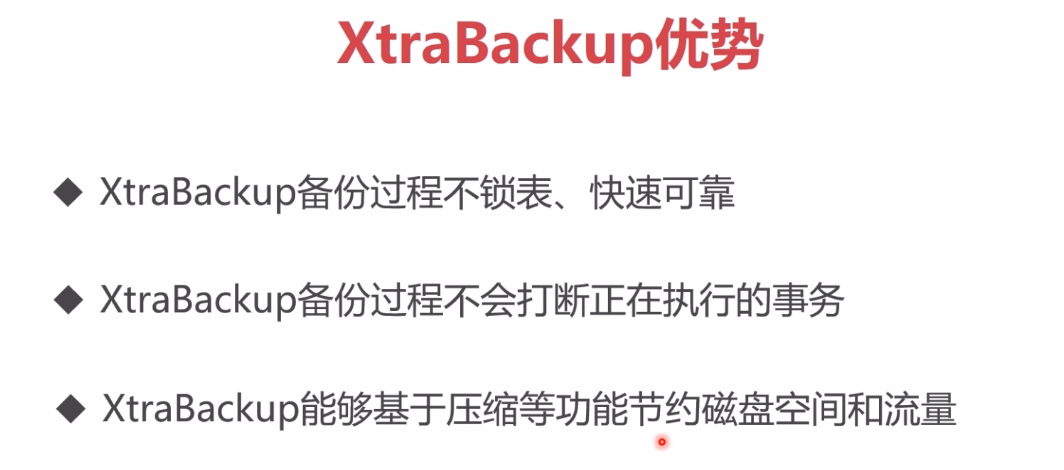 XtraBackup优势
◆ XtraBackup备份过程不锁表、快速可靠
◆ XtraBackup备份过程不会打断正在执行的事务
◆ XtraBackup能够基于压缩等功能节约磁盘空间和流量